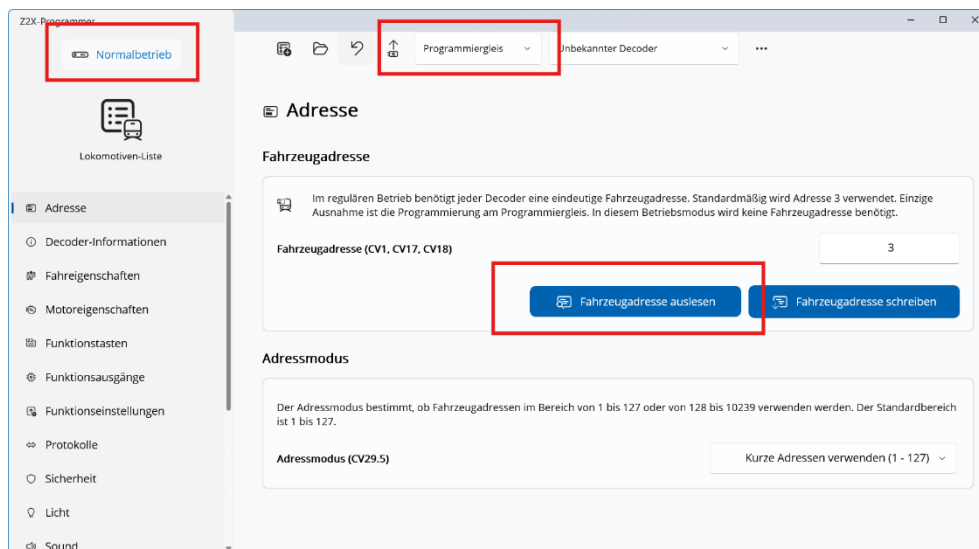 Z2X-Programmer
Normalbetrieb
Programmiergleis
Unbekannter Decoder
Lokomotiven-Liste
Adresse
Decoder-Informationen
Fahreigenschaften
Motoreigenschaften
Funktionstasten
Funktionsausgänge
Funktionseinstellungen
Protokolle
Sicherheit
Licht
Sound
Adresse
Fahrzeugadresse
Im regulären Betrieb benötigt jeder Decoder eine eindeutige Fahrzeugadresse. Standardmäßig wird Adresse 3 verwendet. Einzige
Ausnahme ist die Programmierung am Programmiergleis. In diesem Betriebsmodus wird keine Fahrzeugadresse benötigt.
Fahrzeugadresse (CV1, CV17, CV18)
3
Fahrzeugadresse auslesen
Fahrzeugadresse schreiben
Adressmodus
Der Adressmodus bestimmt, ob Fahrzeugadressen im Bereich von 1 bis 127 oder von 128 bis 10239 verwenden werden. Der Standardbereich
ist 1 bis 127.
Adressmodus (CV29.5)
Kurze Adressen verwenden (1 - 127)